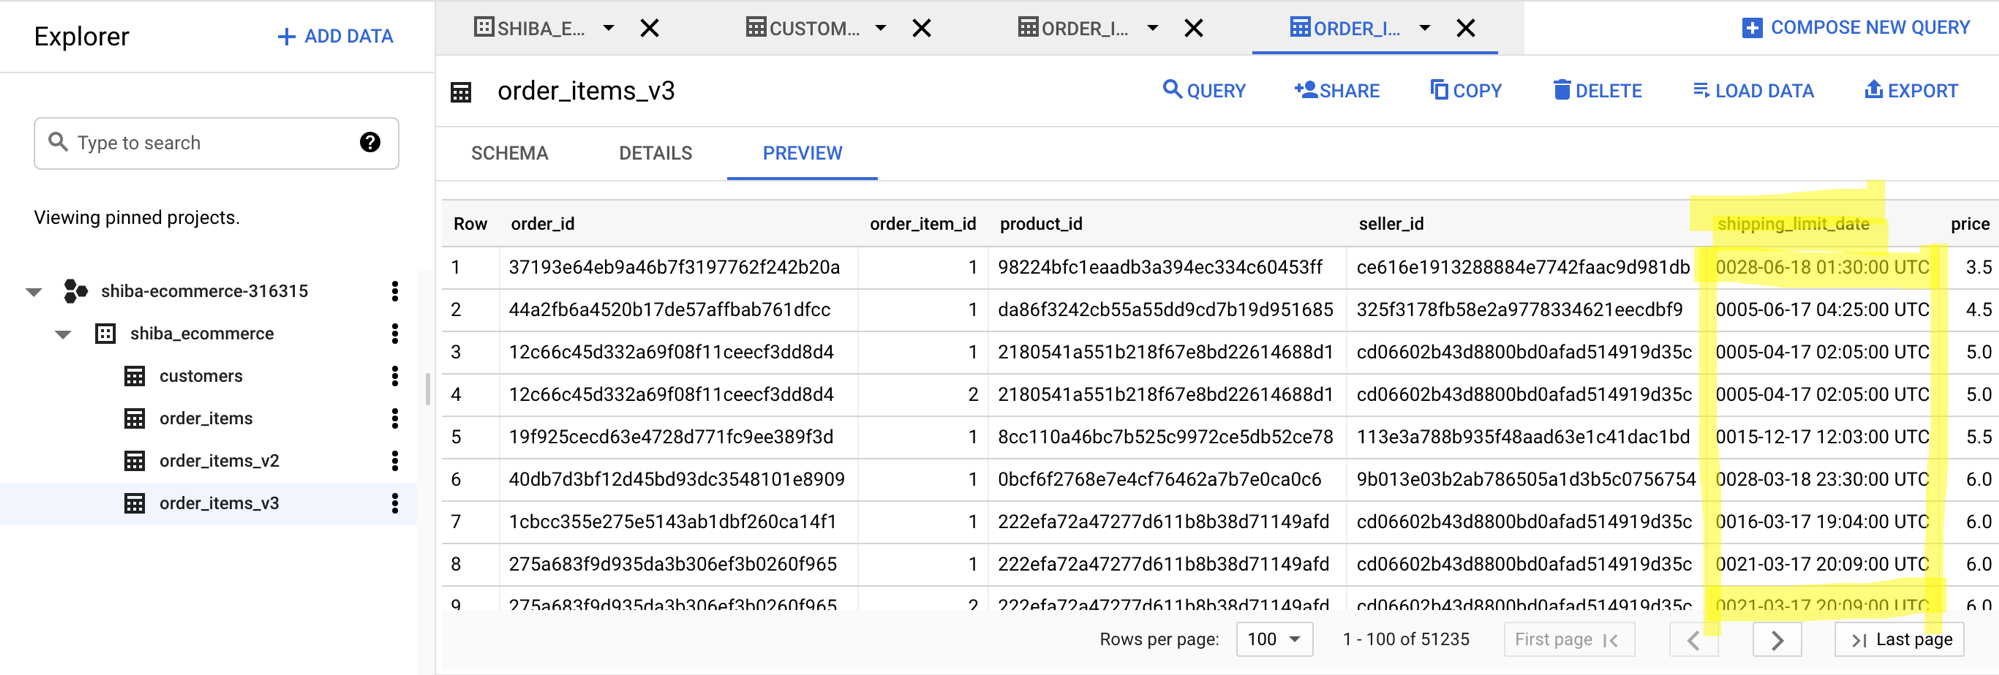 Explorer
ADD DATA
Type to search
Viewing pinned projects.
shiba-ecommerce-316315
shiba_ecommerce
customers
order_items
order_items_v2
order_items_v3
SHIBA_E...
CUSTOM...
ORDER_I...
ORDER_I...
COMPOSE NEW QUERY
order_items_v3
QUERY SHARE COPY DELETE LOAD DATA EXPORT
SCHEMA DETAILS PREVIEW
Row order_id order_item_id product_id seller_id shipping_limit_date price
1 37193e64eb9a46b7f3197762f242b20a 1 98224bfc1eaadb3a394ec334c60453ff ce616e1913288884e7742faac9d981db 0028-06-18 01:30:00 UTC 3.5
2 44a2fb6a4520b17de57affbab761dfcc 1 da86f3242cb55a55dd9cd7b19d951685 325f3178fb58e2a9778334621eecdbf9 0005-06-17 04:25:00 UTC 4.5
3 12c66c45d332a69f08f11ceecf3dd8d4 1 2180541a551b218f67e8bd22614688d1 cd06602b43d8800bd0afad514919d35c 0005-04-17 02:05:00 UTC 5.0
4 12c66c45d332a69f08f11ceecf3dd8d4 2 2180541a551b218f67e8bd22614688d1 cd06602b43d8800bd0afad514919d35c 0005-04-17 02:05:00 UTC 5.0
5 19f925cecd63e4728d771fc9ee389f3d 1 8cc110a46bc7b525c9972ce5db52ce78 113e3a788b935f48aad63e1c41dac1bd 0015-12-17 12:03:00 UTC 5.5
6 40db7d3bf12d45bd93dc3548101e8909 1 0bcf6f2768e7e4cf76462a7b7e0ca0c6 9b013e03b2ab786505a1d3b5c0756754 0028-03-18 23:30:00 UTC 6.0
7 1cbcc355e275e5143ab1dbf260ca14f1 1 222efa72a47277d611b8b38d71149afd cd06602b43d8800bd0afad514919d35c 0016-03-17 19:04:00 UTC 6.0
8 275a683f9d935da3b306ef3b0260f965 1 222efa72a47277d611b8b38d71149afd cd06602b43d8800bd0afad514919d35c 0021-03-17 20:09:00 UTC 6.0
9 275a683f9d935da3b306ef3b0260f965 2 222efa72a47277d611b8b38d71149afd cd06602b43d8800bd0afad514919d35c 0021-03-17 20:09:00 UTC 6.0
Rows per page: 100 1 - 100 of 51235 First page Last page